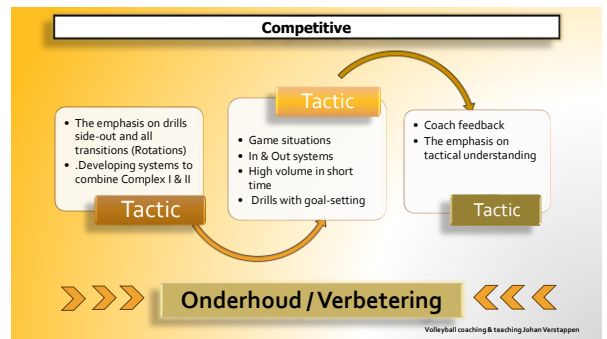 Competitive
• The emphasis on drills
side-out and all
transitions (Rotations)
• .Developing systems to
combine Complex I & II
Tactic
Tactic
• Game situations
• In & Out systems
• High volume in short
time
• Drills with goal-setting
• Coach feedback
• The emphasis on
tactical understanding
Tactic
Onderhoud / Verbetering
Volleyball coaching & teaching Johan Verstappen